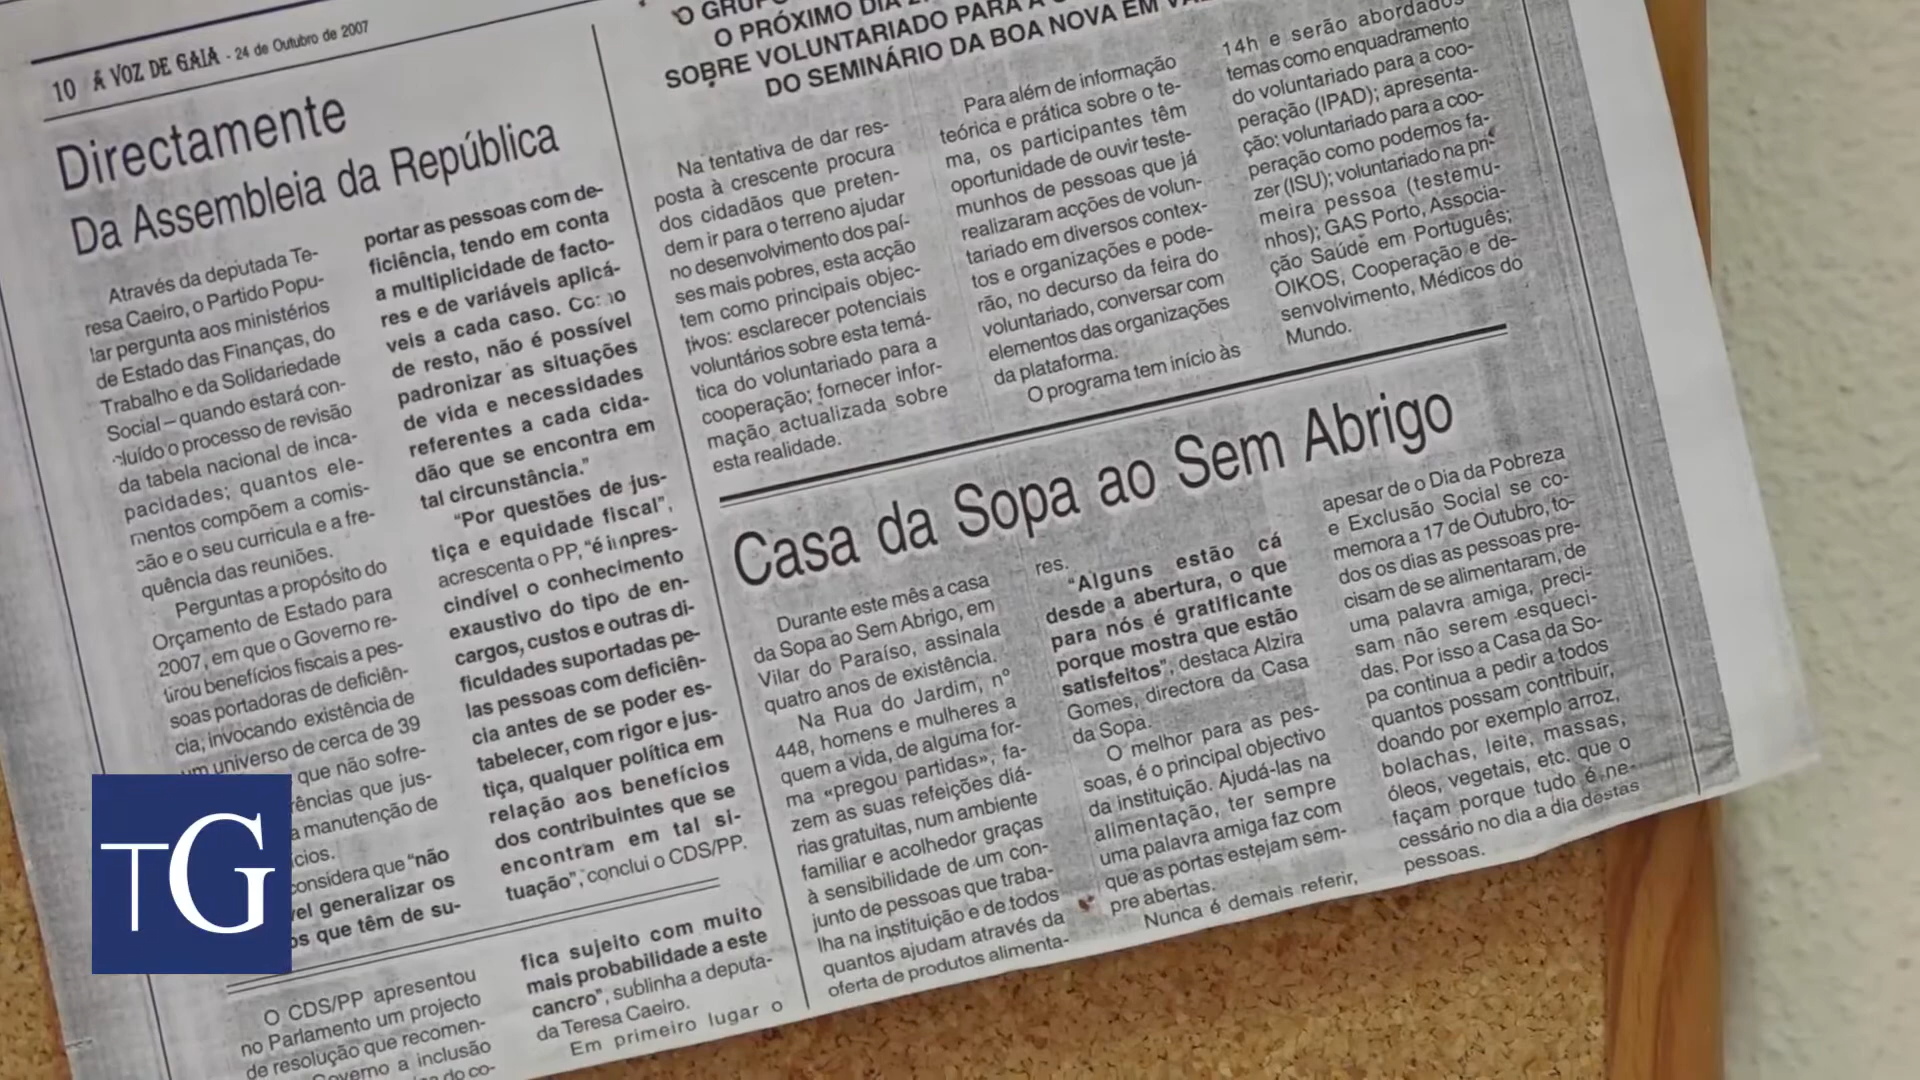 10 A VOZ DE GAIA - 24 de Outubro de 2007
Directamente
Da Assembleia da República
Através da deputada Te-
resa Caeiro, o Partido Popu-
lar pergunta aos ministérios
de Estado das Finanças, do
Trabalho e da Solidariedade
Social – quando estará con-
cluído o processo de revisão
da tabela nacional de inca-
pacidades; quantos ele-
mentos compõem a comis-
são e o seu curricula e a fre-
quência das reuniões.
Perguntas a propósito do
Orçamento de Estado para
2007, em que o Governo re-
tirou benefícios fiscais a pes-
soas portadoras de deficiên-
cia, invocando existência de
um universo de cerca de 39
que não sofre-
rências que jus-
a manutenção de
cios.
considera que “não
vel generalizar os
os que têm de su-
portar as pessoas com de-
ficiência, tendo em conta
a multiplicidade de facto-
res e de variáveis aplicá-
veis a cada caso. Como
de resto, não é possível
padronizar as situações
de vida e necessidades
referentes a cada cida-
dão que se encontra em
tal circunstância.”
“Por questões de jus-
tiça e equidade fiscal”,
acrescenta o PP, “é impres-
cindível o conhecimento
exaustivo do tipo de en-
cargos, custos e outras di-
ficuldades suportadas pe-
las pessoas com deficiên-
cia antes de se poder es-
tabelecer, com rigor e jus-
tiça, qualquer política em
relação aos benefícios
dos contribuintes que se
encontram em tal si-
tuação”, conclui o CDS/PP.
O CDS/PP apresentou
no Parlamento um projecto
de resolução que recomen-
Governo a inclusão
do co-
fica sujeito com muito
mais probabilidade a este
cancro”, sublinha a deputa-
da Teresa Caeiro.
Em primeiro lugar o
O GRUPO
O PRÓXIMO DIA
SOBRE VOLUNTARIADO PARA A
DO SEMINÁRIO DA BOA NOVA EM
Na tentativa de dar res-
posta à crescente procura
dos cidadãos que preten-
dem ir para o terreno ajudar
no desenvolvimento dos paí-
ses mais pobres, esta acção
tem como principais objec-
tivos: esclarecer potenciais
voluntários sobre esta temá-
tica do voluntariado para a
cooperação; fornecer infor-
mação actualizada sobre
esta realidade.
Para além de informação
teórica e prática sobre o te-
ma, os participantes têm
oportunidade de ouvir teste-
munhos de pessoas que já
realizaram acções de volun-
tariado em diversos contex-
tos e organizações e pode-
rão, no decurso da feira do
voluntariado, conversar com
elementos das organizações
da plataforma.
O programa tem início às
14h e serão abordados
temas como enquadramento
do voluntariado para a coo-
peração (IPAD); apresenta-
ção: voluntariado para a coo-
peração como podemos fa-
zer (ISU); voluntariado na pri-
meira pessoa (testemu-
nhos); GAS Porto, Associa-
ção Saúde em Português;
OIKOS, Cooperação e de-
senvolvimento, Médicos do
Mundo.
Casa da Sopa ao Sem Abrigo
Durante este mês a casa
da Sopa ao Sem Abrigo, em
Vilar do Paraíso, assinala
quatro anos de existência.
Na Rua do Jardim, nº
448, homens e mulheres a
quem a vida, de alguma for-
ma «pregou partidas», fa-
zem as suas refeições diá-
rias gratuitas, num ambiente
familiar e acolhedor graças
à sensibilidade de um con-
junto de pessoas que traba-
lha na instituição e de todos
quantos ajudam através da
oferta de produtos alimenta-
res.
“Alguns estão cá
desde a abertura, o que
para nós é gratificante
porque mostra que estão
satisfeitos”, destaca Alzira
Gomes, directora da Casa
da Sopa.
O melhor para as pes-
soas, é o principal objectivo
da instituição. Ajudá-las na
alimentação, ter sempre
uma palavra amiga faz com
que as portas estejam sem-
pre abertas.
Nunca é demais referir,
apesar de o Dia da Pobreza
e Exclusão Social se co-
memora a 17 de Outubro, to-
dos os dias as pessoas pre-
cisam de se alimentaram, de
uma palavra amiga, preci-
sam não serem esqueci-
das. Por isso a Casa da So-
pa continua a pedir a todos
quantos possam contribuir,
doando por exemplo arroz,
bolachas, leite, massas,
óleos, vegetais, etc. que o
façam porque tudo é ne-
cessário no dia a dia destas
pessoas.
TG